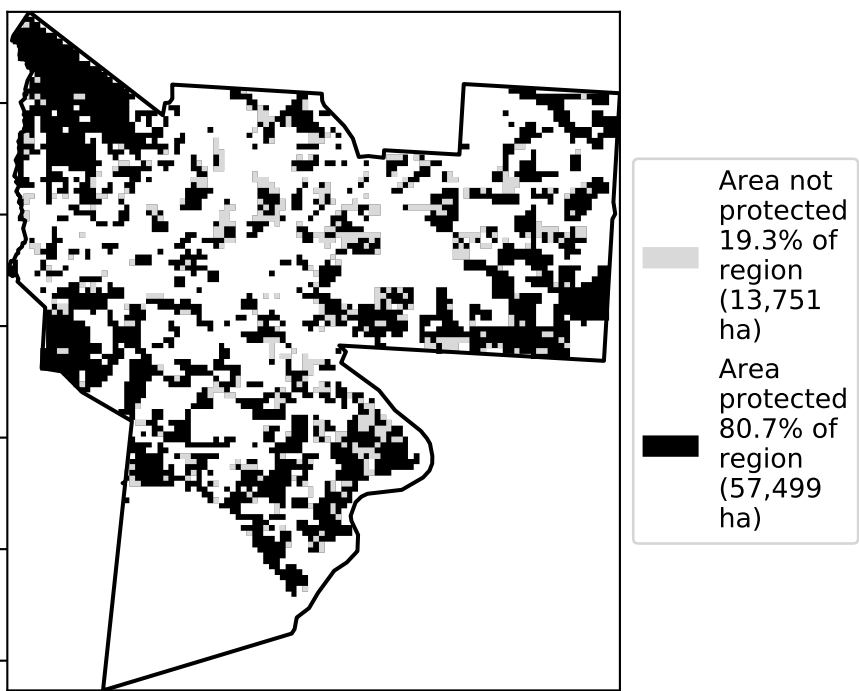 Area not
protected
19.3% of
region
(13,751
ha)
Area
protected
80.7% of
region
(57,499
ha)